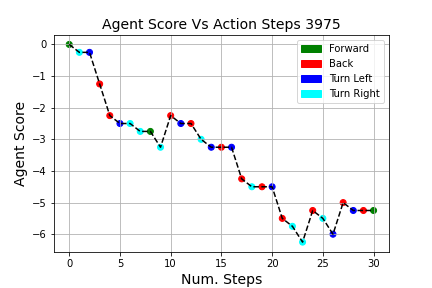 Agent Score Vs Action Steps 3975
Forward
Back
Turn Left
Turn Right
0
−1
−2
−3
−4
−5
−6
Agent Score
0 5 10 15 20 25 30
Num. Steps